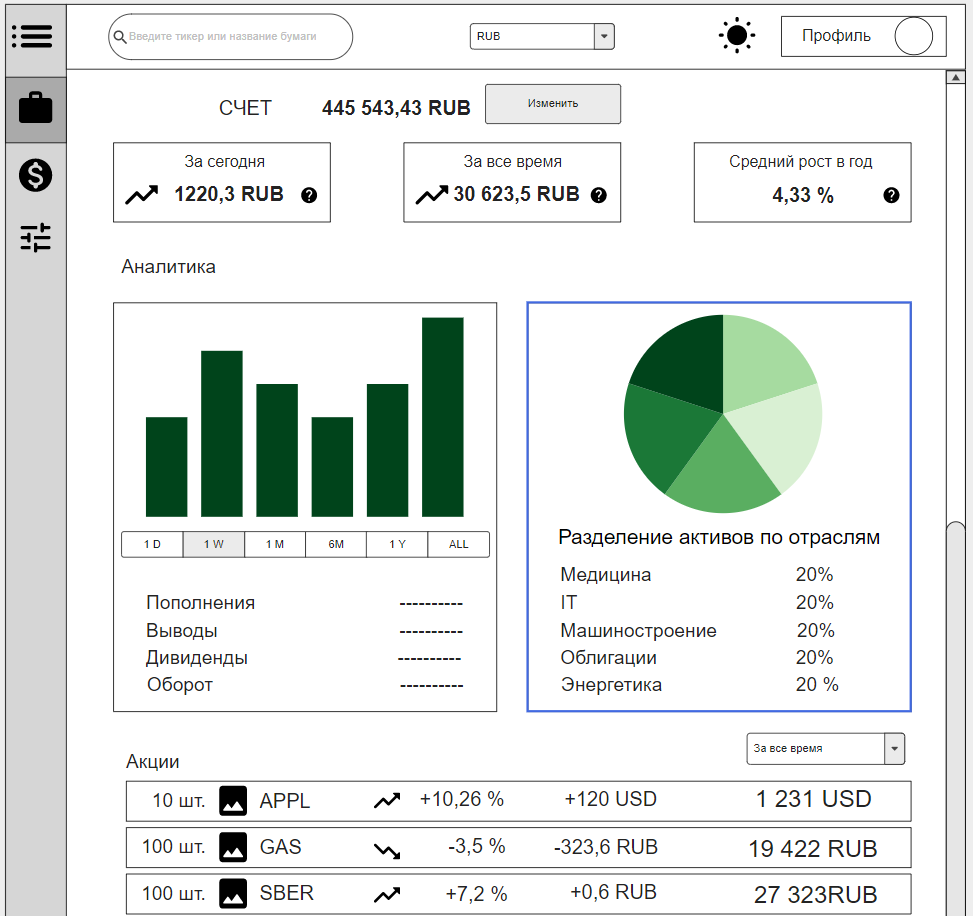 Введите тикер или название бумаги
RUB
Профиль
СЧЕТ 445 543,43 RUB Изменить
За сегодня
1220,3 RUB ?
За все время
30 623,5 RUB ?
Средний рост в год
4,33 % ?
Аналитика
1 D 1 W 1 M 6M 1 Y ALL
Пополнения ----------
Выводы ----------
Дивиденды ----------
Оборот ----------
Разделение активов по отраслям
Медицина 20%
IT 20%
Машиностроение 20%
Облигации 20%
Энергетика 20 %
Акции
За все время
10 шт. APPL +10,26 % +120 USD 1 231 USD
100 шт. GAS -3,5 % -323,6 RUB 19 422 RUB
100 шт. SBER +7,2 % +0,6 RUB 27 323RUB